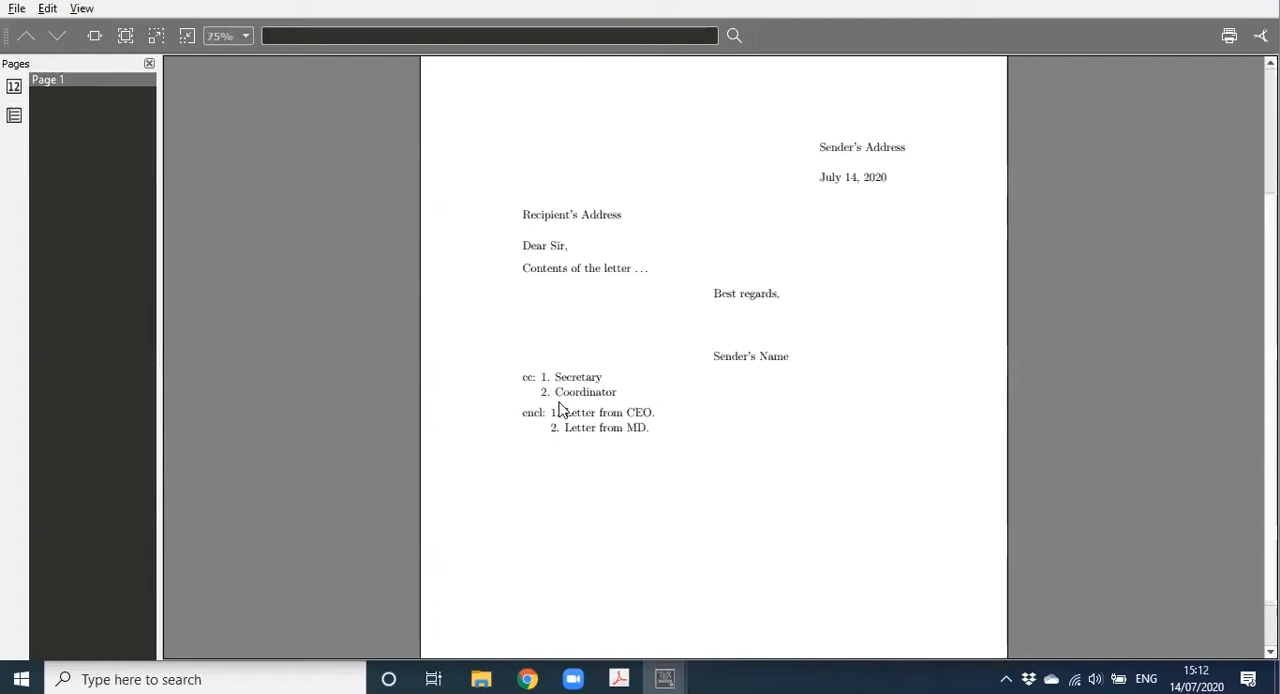 File Edit View
75%
Pages
Page 1
12
Sender's Address
July 14, 2020
Recipient's Address
Dear Sir,
Contents of the letter ...
Best regards,
Sender's Name
cc: 1. Secretary
2. Coordinator
encl: 1. Letter from CEO.
2. Letter from MD.
Type here to search
ENG
15:12
14/07/2020